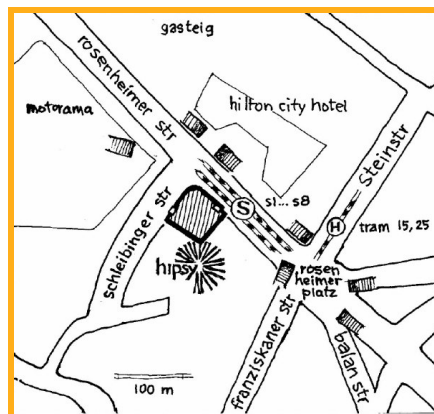 gasteig
rosenheimer str
motorama
hilton city hotel
Steinstr
s1... s8
S
H
tram 15,25
schleibinger str
hipsy
rosen
heimer
platz
franziskaner str
balan str
100 m